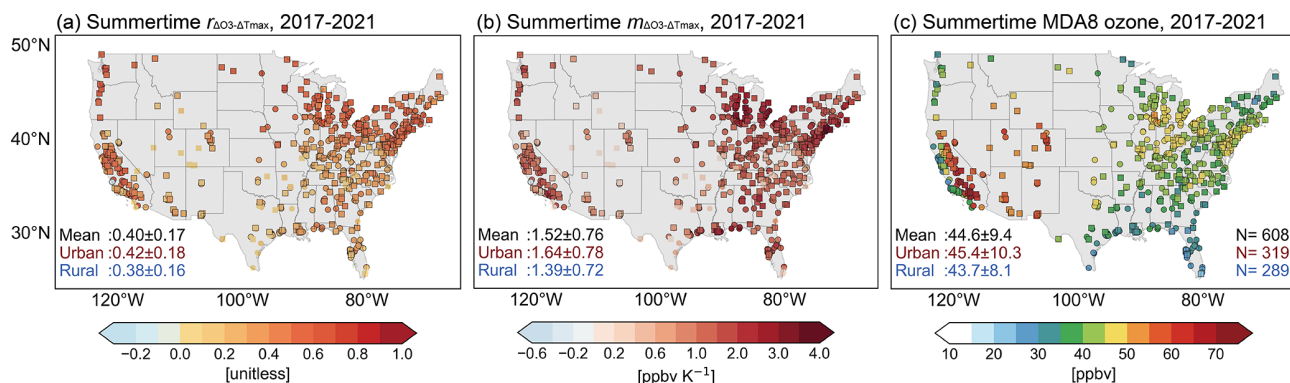 (a) Summertime rΔO3-ΔTmax, 2017-2021
(b) Summertime mΔO3-ΔTmax, 2017-2021
(c) Summertime MDA8 ozone, 2017-2021
50°N
40°N
30°N
Mean :0.40±0.17
Urban :0.42±0.18
Rural :0.38±0.16
Mean :1.52±0.76
Urban :1.64±0.78
Rural :1.39±0.72
Mean :44.6±9.4
Urban :45.4±10.3
Rural :43.7±8.1
N= 608
N= 319
N= 289
120°W 100°W 80°W
120°W 100°W 80°W
120°W 100°W 80°W
−0.2 0.0 0.2 0.4 0.6 0.8 1.0
[unitless]
−0.6 −0.2 0.2 0.6 1.0 2.0 3.0 4.0
[ppbv K⁻¹]
10 20 30 40 50 60 70
[ppbv]